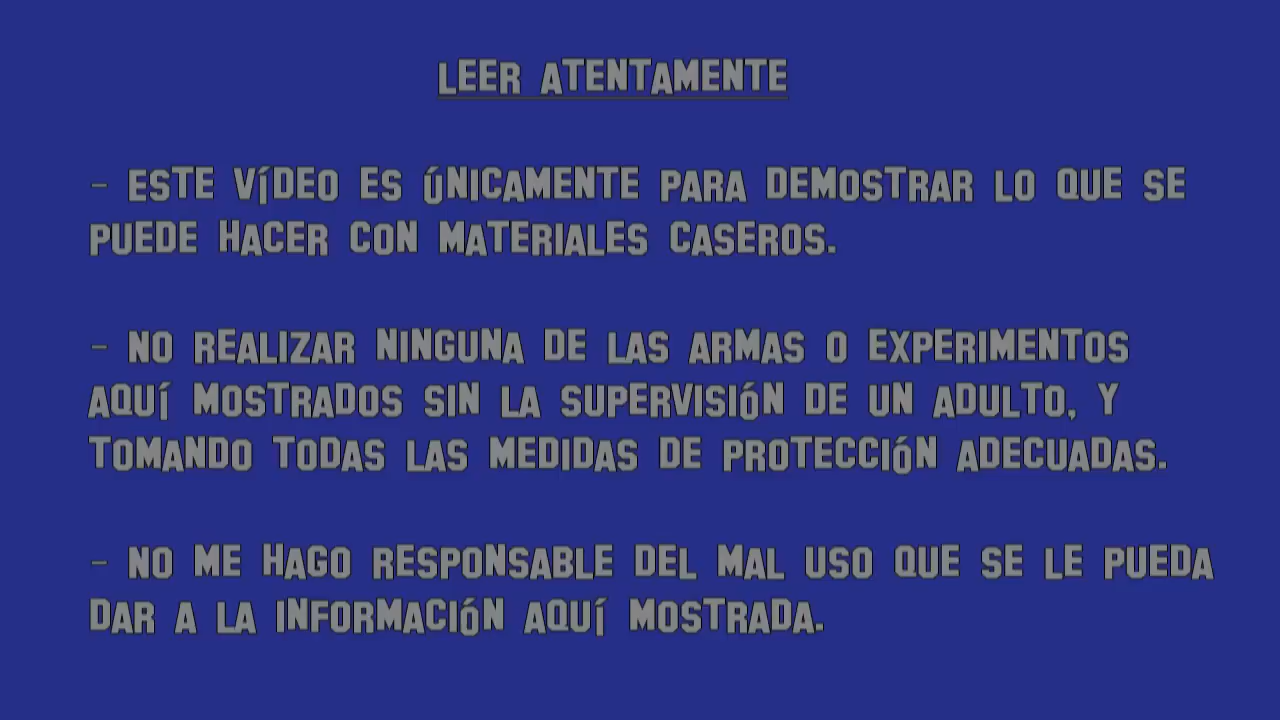 LEER ATENTAMENTE
- ESTE VÍDEO ES ÚNICAMENTE PARA DEMOSTRAR LO QUE SE
PUEDE HACER CON MATERIALES CASEROS.
- NO REALIZAR NINGUNA DE LAS ARMAS O EXPERIMENTOS
AQUÍ MOSTRADOS SIN LA SUPERVISIÓN DE UN ADULTO, Y
TOMANDO TODAS LAS MEDIDAS DE PROTECCIÓN ADECUADAS.
- NO ME HAGO RESPONSABLE DEL MAL USO QUE SE LE PUEDA
DAR A LA INFORMACIÓN AQUÍ MOSTRADA.